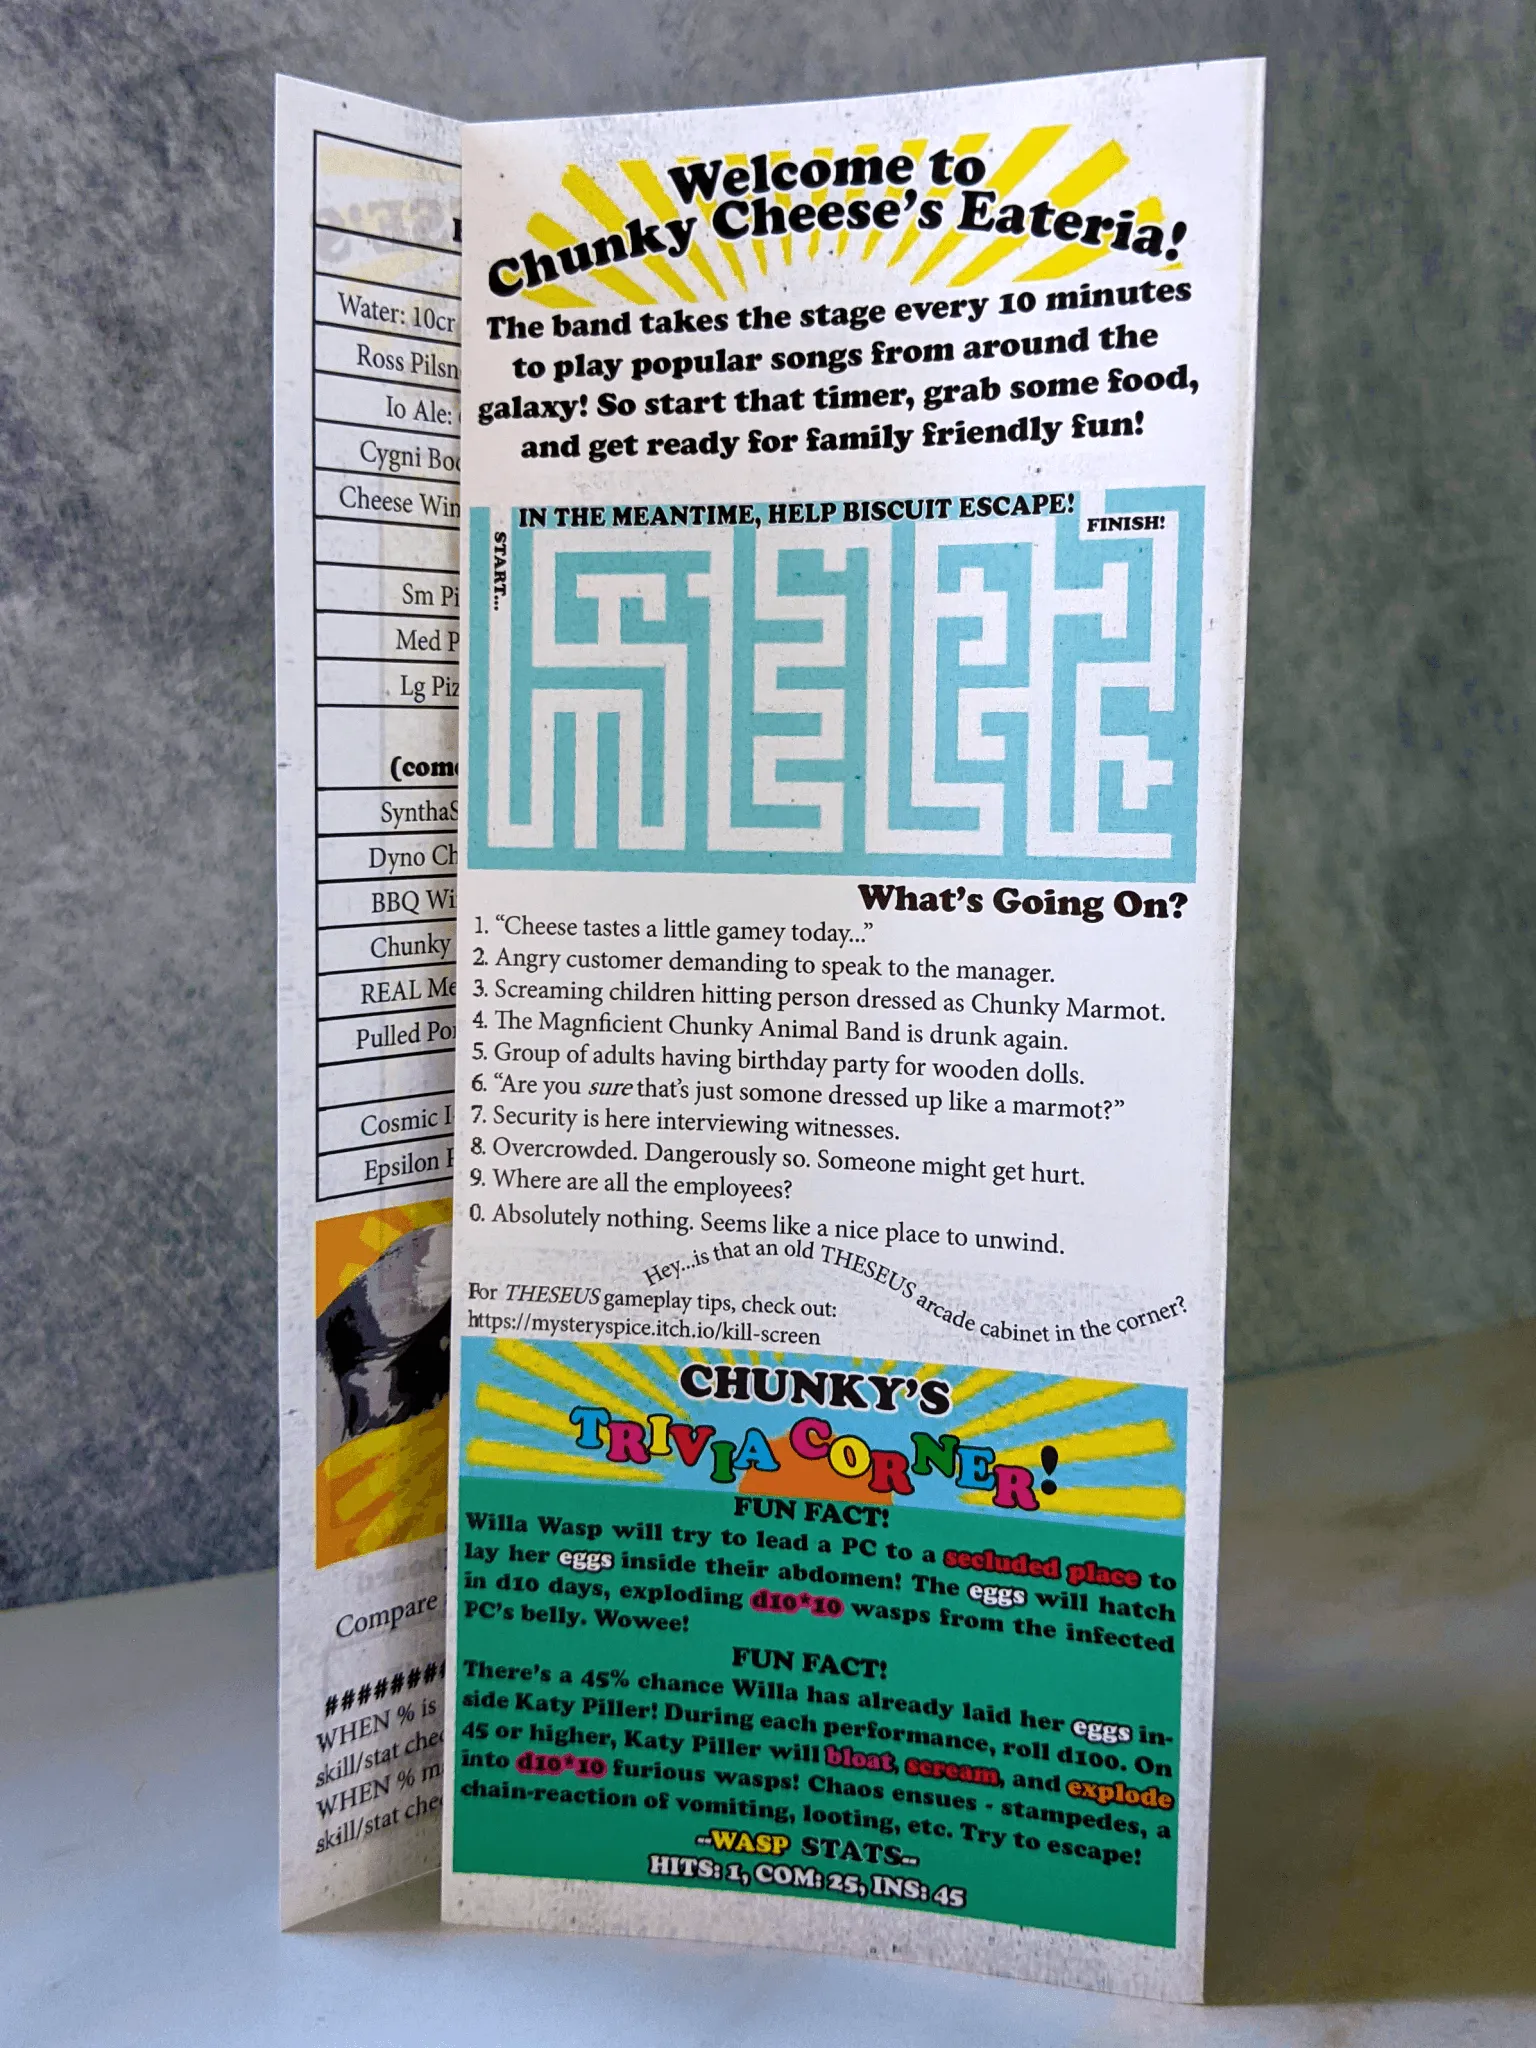 Water: 10cr
Ross Pilsn
Io Ale:
Cygni Boo
Cheese Win
Sm Pi
Med P
Lg Piz
(come
SynthaS
Dyno Ch
BBQ Wi
Chunky
REAL Me
Pulled Por
Cosmic I
Epsilon
Compare
########
WHEN % is
skill/stat chec
WHEN % m
skill/stat chec
Welcome to
Chunky Cheese's Eateria!
The band takes the stage every 10 minutes
to play popular songs from around the
galaxy! So start that timer, grab some food,
and get ready for family friendly fun!
IN THE MEANTIME, HELP BISCUIT ESCAPE!
START...
FINISH!
HELP
What's Going On?
1. “Cheese tastes a little gamey today...”
2. Angry customer demanding to speak to the manager.
3. Screaming children hitting person dressed as Chunky Marmot.
4. The Magnficient Chunky Animal Band is drunk again.
5. Group of adults having birthday party for wooden dolls.
6. “Are you sure that's just somone dressed up like a marmot?”
7. Security is here interviewing witnesses.
8. Overcrowded. Dangerously so. Someone might get hurt.
9. Where are all the employees?
0. Absolutely nothing. Seems like a nice place to unwind.
Hey...is that an old THESEUS arcade cabinet in the corner?
For THESEUS gameplay tips, check out:
https://mysteryspice.itch.io/kill-screen
CHUNKY'S
TRIVIA CORNER!
FUN FACT!
Willa Wasp will try to lead a PC to a secluded place to
lay her eggs inside their abdomen! The eggs will hatch
in d10 days, exploding d10*10 wasps from the infected
PC's belly. Wowee!
FUN FACT!
There's a 45% chance Willa has already laid her eggs in-
side Katy Piller! During each performance, roll d100. On
45 or higher, Katy Piller will bloat, scream, and explode
into d10*10 furious wasps! Chaos ensues - stampedes, a
chain-reaction of vomiting, looting, etc. Try to escape!
--WASP STATS--
HITS: 1, COM: 25, INS: 45